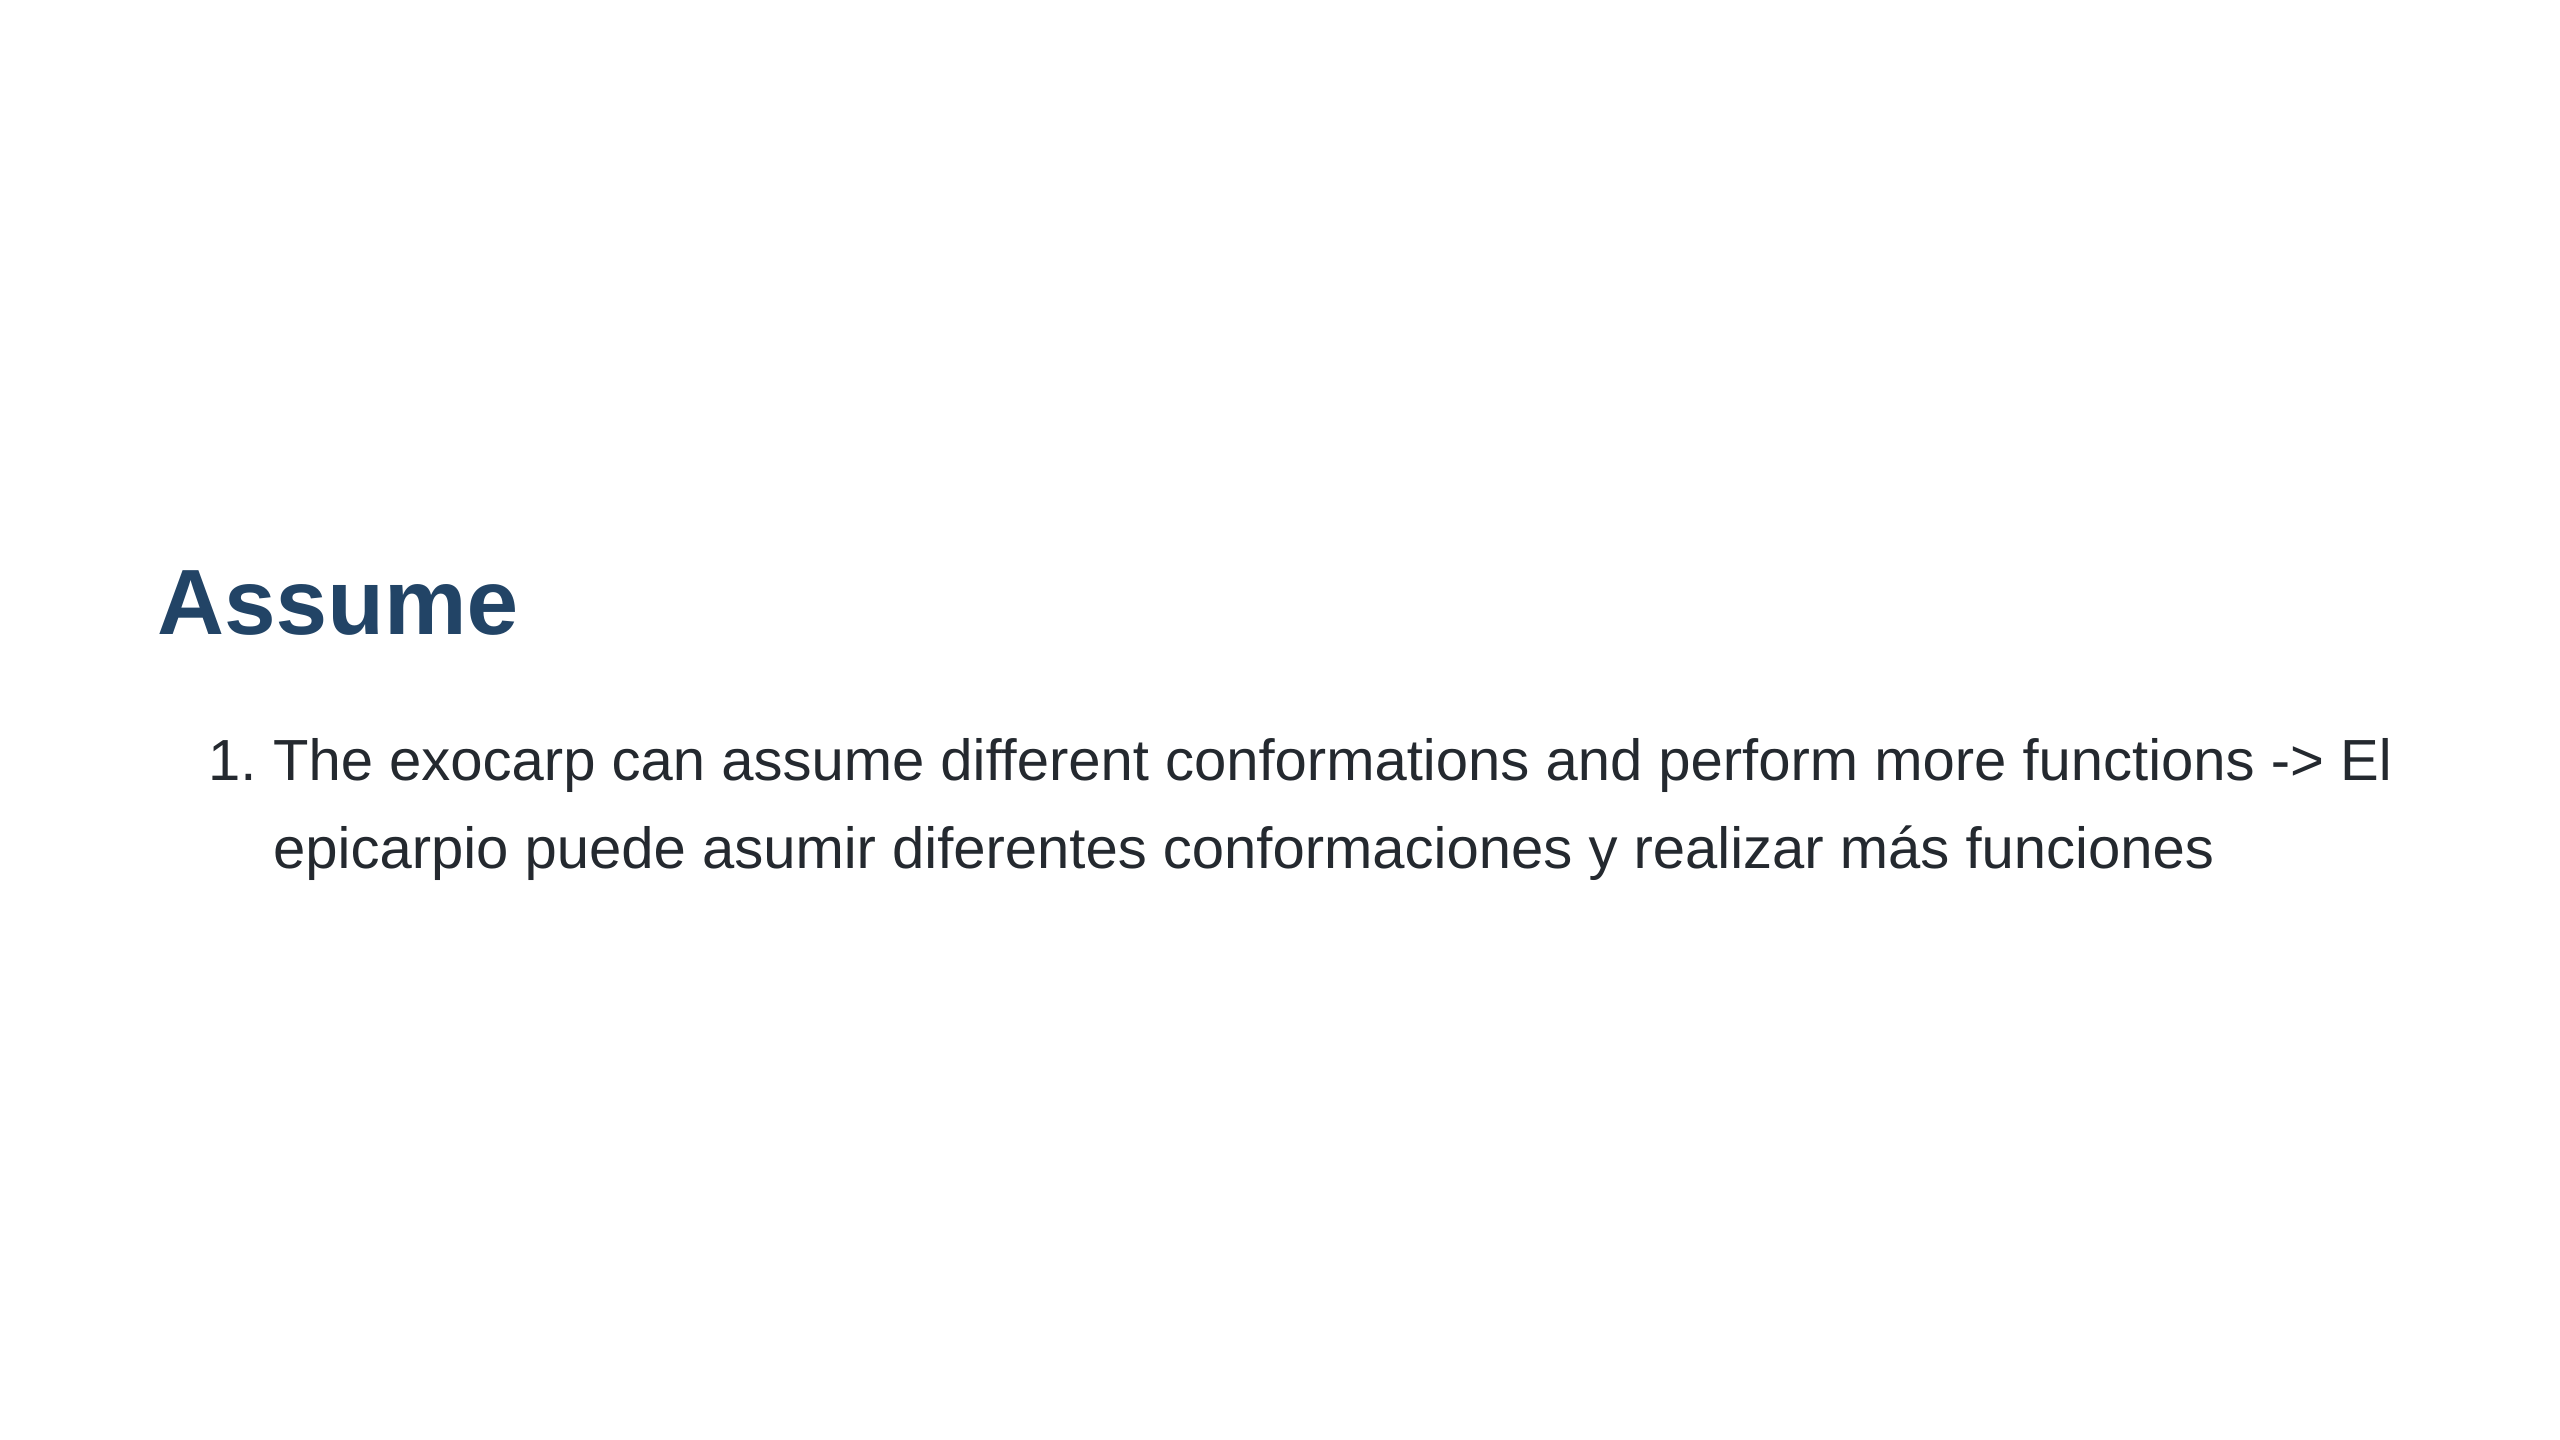 Assume
1. The exocarp can assume different conformations and perform more functions -> El
epicarpio puede asumir diferentes conformaciones y realizar más funciones